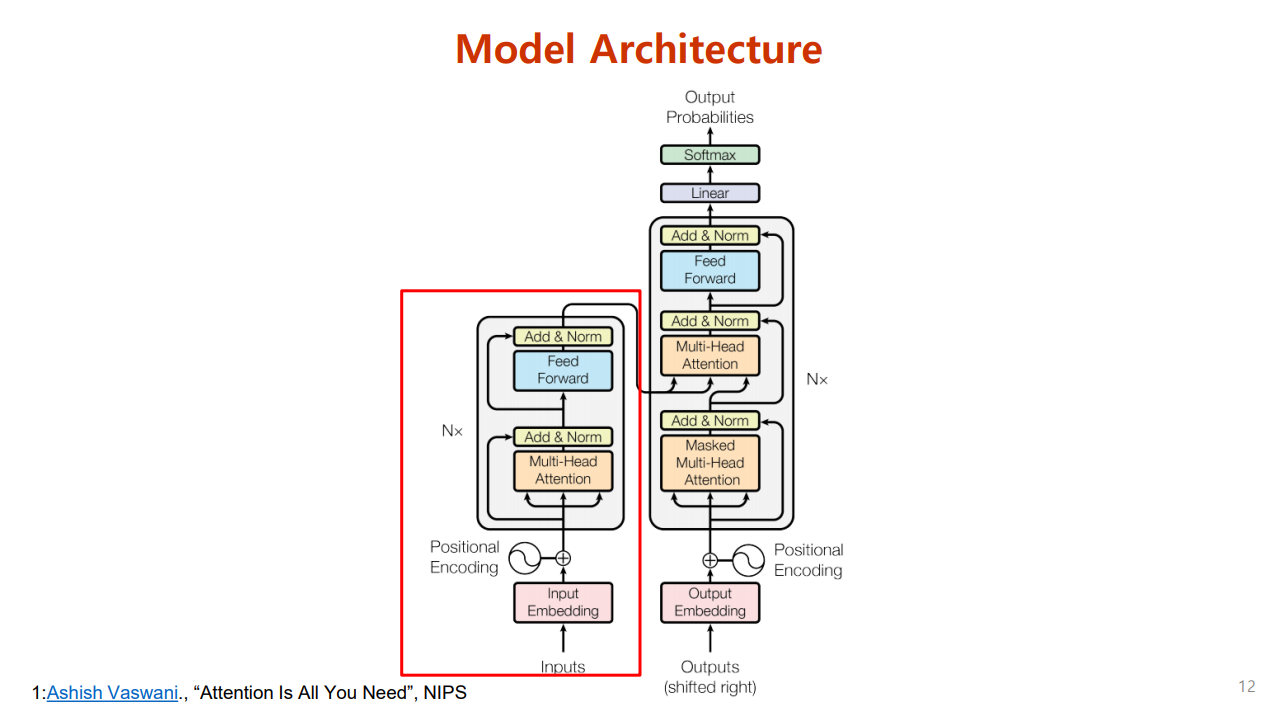 Model Architecture
Output
Probabilities
Softmax
Linear
Add & Norm
Feed
Forward
Add & Norm
Multi-Head
Attention
Nx
Add & Norm
Masked
Multi-Head
Attention
Add & Norm
Feed
Forward
Nx
Add & Norm
Multi-Head
Attention
Positional
Encoding
Positional
Encoding
Input
Embedding
Output
Embedding
Inputs
Outputs
(shifted right)
1:Ashish Vaswani., “Attention Is All You Need”, NIPS
12